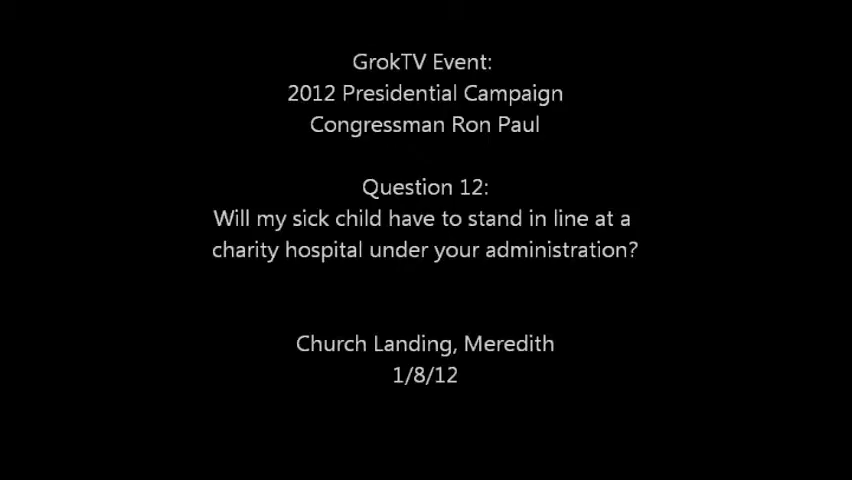 GrokTV Event:
2012 Presidential Campaign
Congressman Ron Paul
Question 12:
Will my sick child have to stand in line at a
charity hospital under your administration?
Church Landing, Meredith
1/8/12